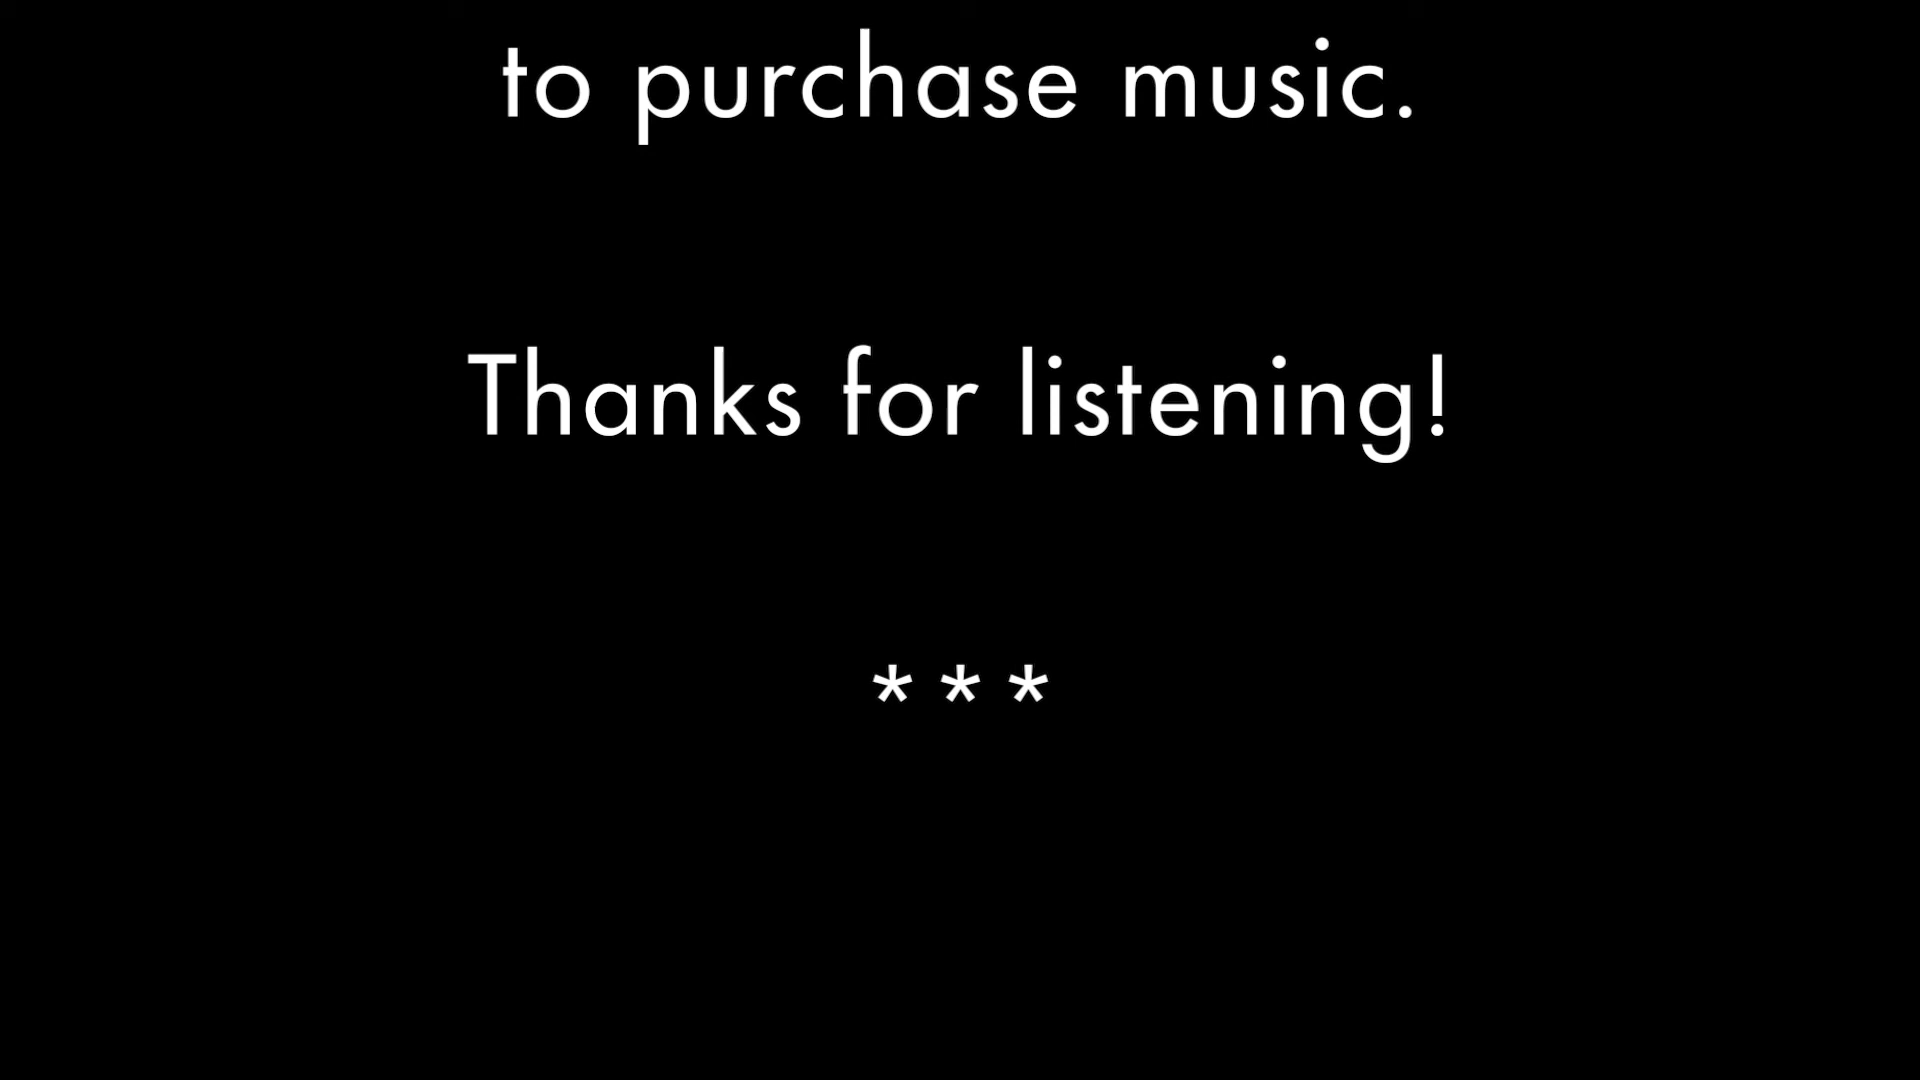 to purchase music.
Thanks for listening!
* * *